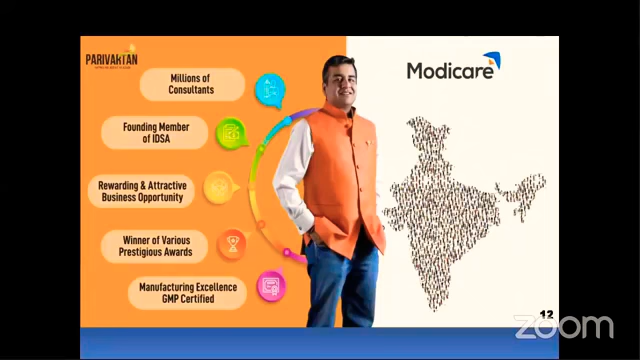 PARIVARTAN
Modicare
Millions of
Consultants
Founding Member
of IDSA
Rewarding & Attractive
Business Opportunity
Winner of Various
Prestigious Awards
Manufacturing Excellence
GMP Certified
12
zoom